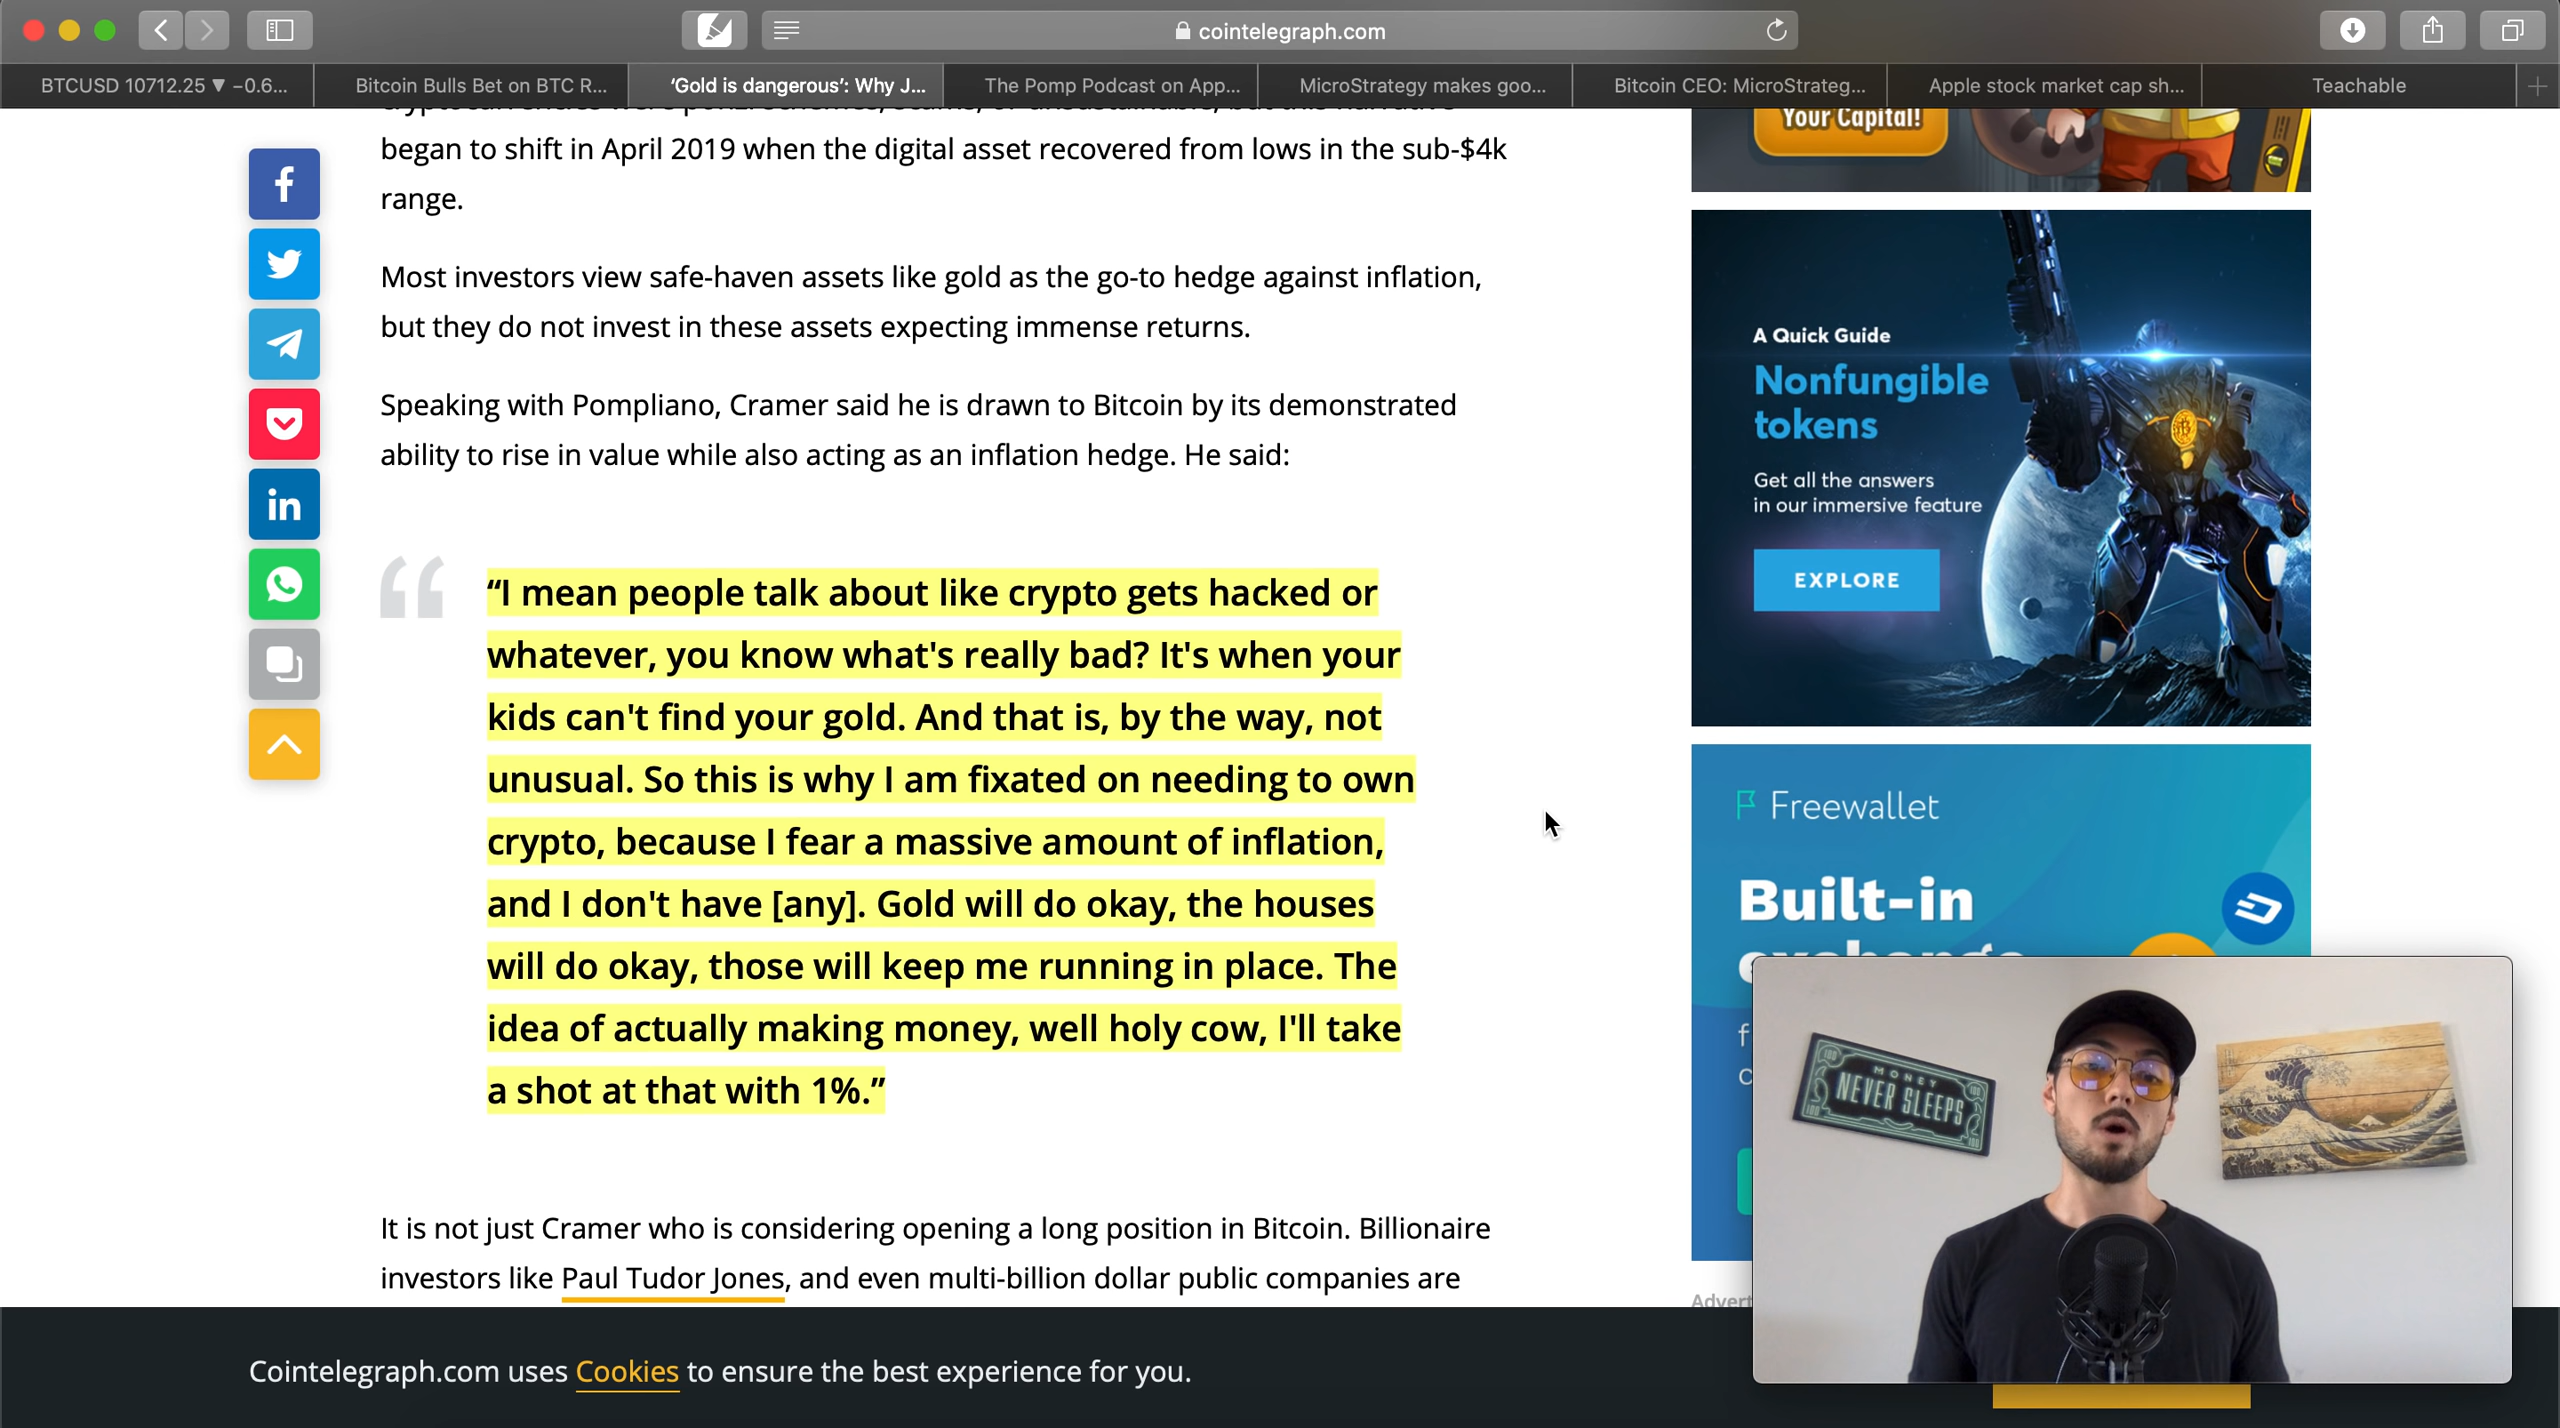 cointelegraph.com
BTCUSD 10712.25 ▼ −0.6...
Bitcoin Bulls Bet on BTC R...
‘Gold is dangerous’: Why J...
The Pomp Podcast on App...
MicroStrategy makes goo...
Bitcoin CEO: MicroStrateg...
Apple stock market cap sh...
Teachable
began to shift in April 2019 when the digital asset recovered from lows in the sub-$4k
range.
Most investors view safe-haven assets like gold as the go-to hedge against inflation,
but they do not invest in these assets expecting immense returns.
Speaking with Pompliano, Cramer said he is drawn to Bitcoin by its demonstrated
ability to rise in value while also acting as an inflation hedge. He said:
“I mean people talk about like crypto gets hacked or
whatever, you know what's really bad? It's when your
kids can't find your gold. And that is, by the way, not
unusual. So this is why I am fixated on needing to own
crypto, because I fear a massive amount of inflation,
and I don't have [any]. Gold will do okay, the houses
will do okay, those will keep me running in place. The
idea of actually making money, well holy cow, I'll take
a shot at that with 1%.”
It is not just Cramer who is considering opening a long position in Bitcoin. Billionaire
investors like Paul Tudor Jones, and even multi-billion dollar public companies are
Your Capital!
A Quick Guide
Nonfungible
tokens
Get all the answers
in our immersive feature
EXPLORE
Freewallet
Built-in
exchange
Advert
MONEY
NEVER SLEEPS
100
100
100
100
Cointelegraph.com uses Cookies to ensure the best experience for you.